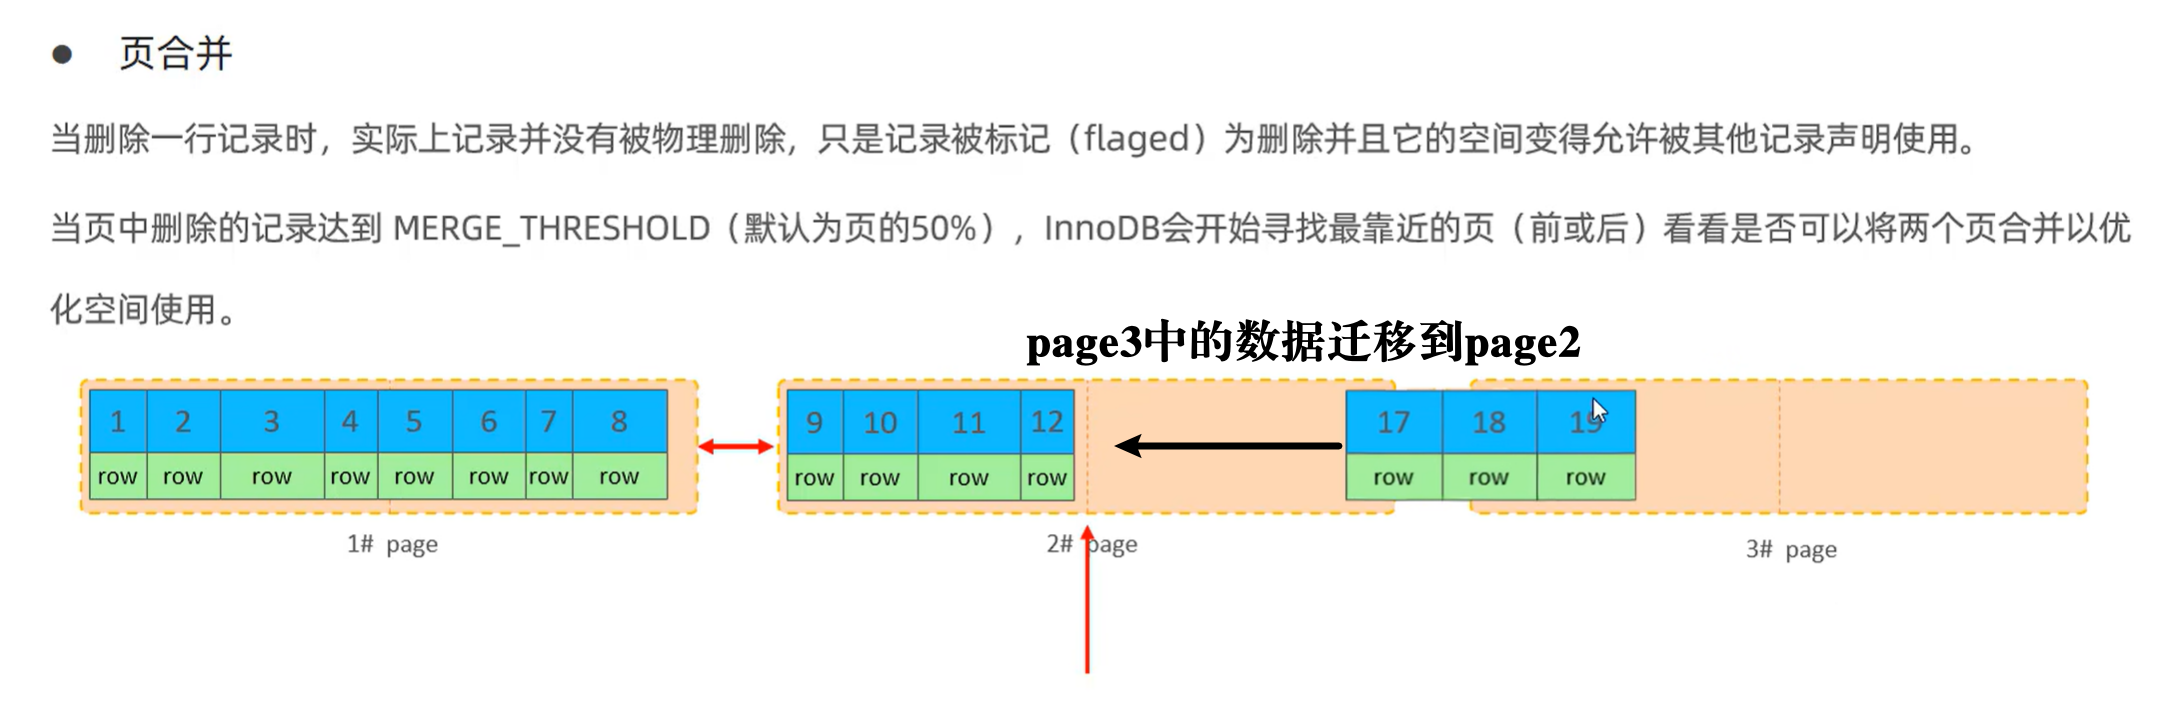 ● 页合并
当删除一行记录时，实际上记录并没有被物理删除，只是记录被标记（flaged）为删除并且它的空间变得允许被其他记录声明使用。
当页中删除的记录达到 MERGE_THRESHOLD（默认为页的50%），InnoDB会开始寻找最靠近的页（前或后）看看是否可以将两个页合并以优
化空间使用。
page3中的数据迁移到page2
1 2 3 4 5 6 7 8 9 10 11 12 17 18 19
row row row row row row row row row row row row row row row
1# page 2# page 3# page